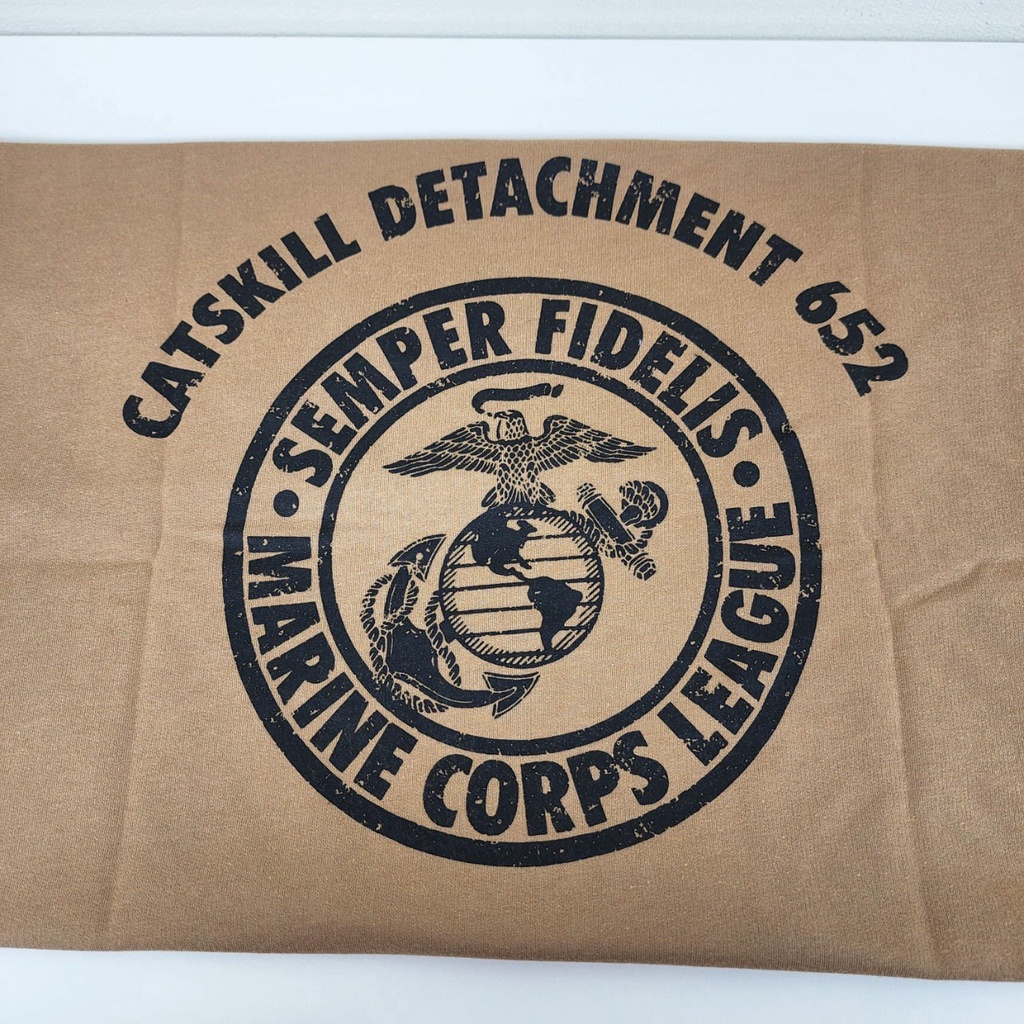 CATSKILL DETACHMENT 652
SEMPER FIDELIS
MARINE CORPS LEAGUE